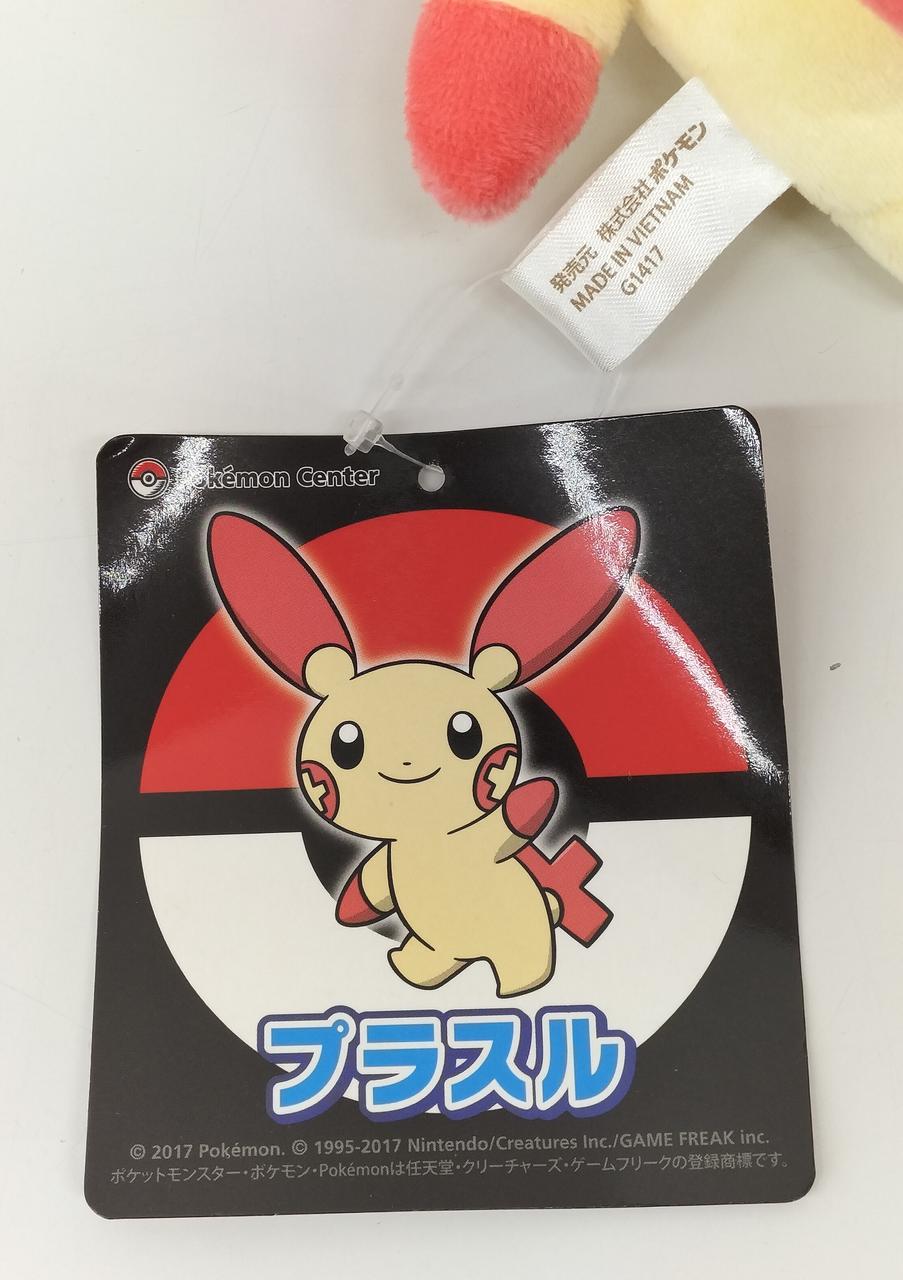 発売元 株式会社 ポケモン
MADE IN VIETNAM
G1417
Pokémon Center
プラスル
© 2017 Pokémon. © 1995-2017 Nintendo/Creatures Inc./GAME FREAK inc.
ポケットモンスター・ポケモン・Pokémonは任天堂・クリーチャーズ・ゲームフリークの登録商標です。